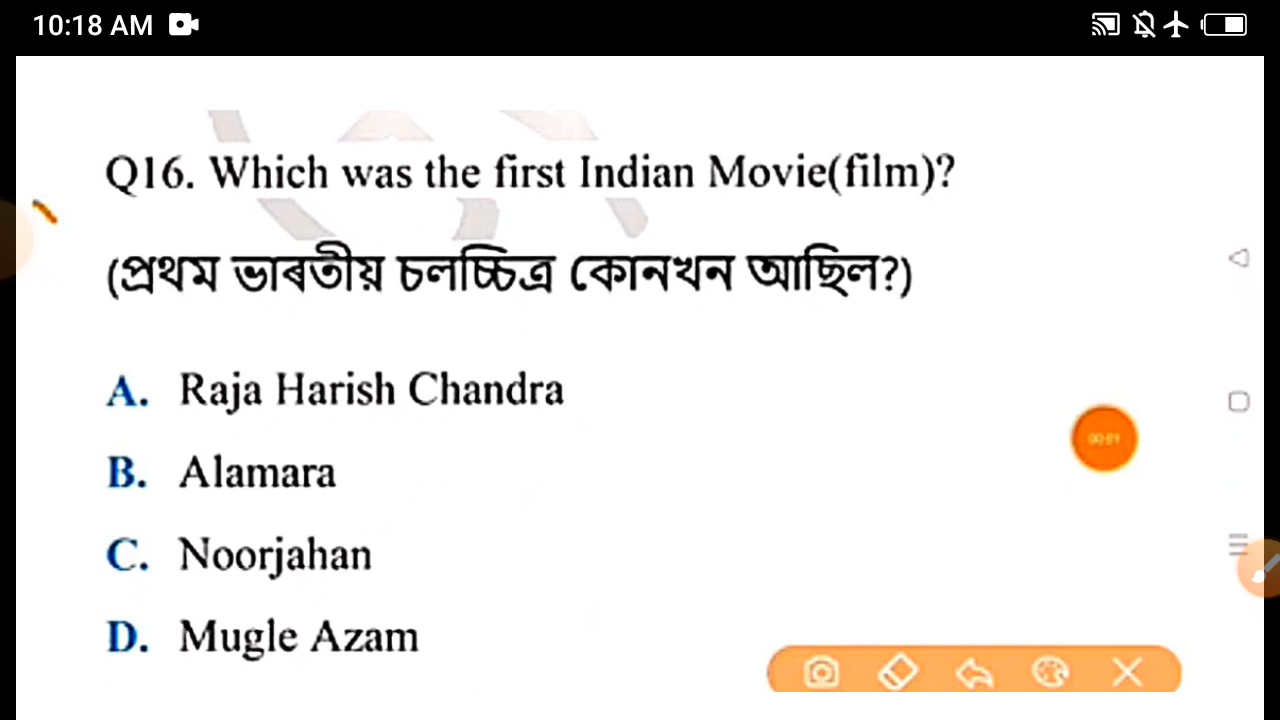 10:18 AM
Q16. Which was the first Indian Movie(film)?
(প্ৰথম ভাৰতীয় চলচ্চিত্ৰ কোনখন আছিল?)
A. Raja Harish Chandra
B. Alamara
C. Noorjahan
D. Mugle Azam